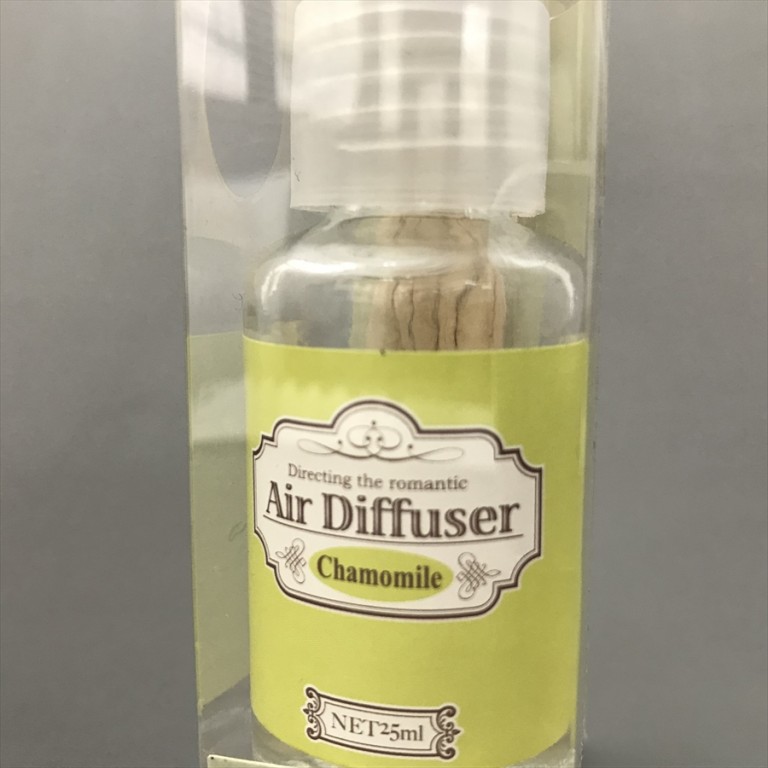 Directing the romantic
Air Diffuser
Chamomile
NET25ml